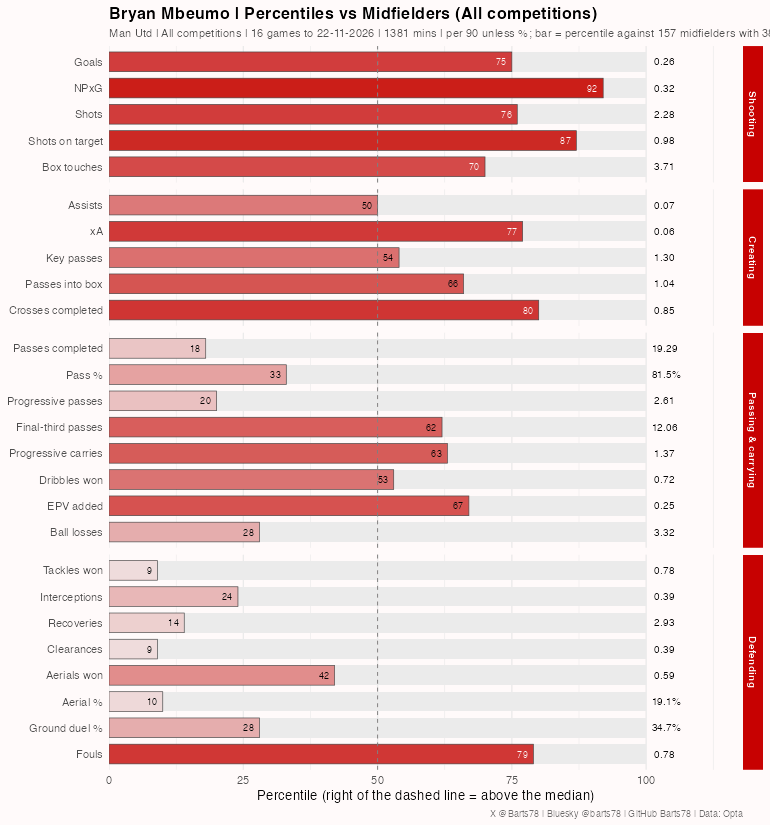 Bryan Mbeumo | Percentiles vs Midfielders (All competitions)
Man Utd | All competitions | 16 games to 22-11-2026 | 1381 mins | per 90 unless %; bar = percentile against 157 midfielders with 38
Goals 75 0.26
NPxG 92 0.32
Shots 76 2.28
Shots on target 87 0.98
Box touches 70 3.71
Shooting
Assists 50 0.07
xA 77 0.06
Key passes 54 1.30
Passes into box 66 1.04
Crosses completed 80 0.85
Creating
Passes completed 18 19.29
Pass % 33 81.5%
Progressive passes 20 2.61
Final-third passes 62 12.06
Progressive carries 63 1.37
Dribbles won 53 0.72
EPV added 67 0.25
Ball losses 28 3.32
Passing & carrying
Tackles won 9 0.78
Interceptions 24 0.39
Recoveries 14 2.93
Clearances 9 0.39
Aerials won 42 0.59
Aerial % 10 19.1%
Ground duel % 28 34.7%
Fouls 79 0.78
Defending
0 25 50 75 100
Percentile (right of the dashed line = above the median)
X @Barts78 | Bluesky @barts78 | GitHub Barts78 | Data: Opta